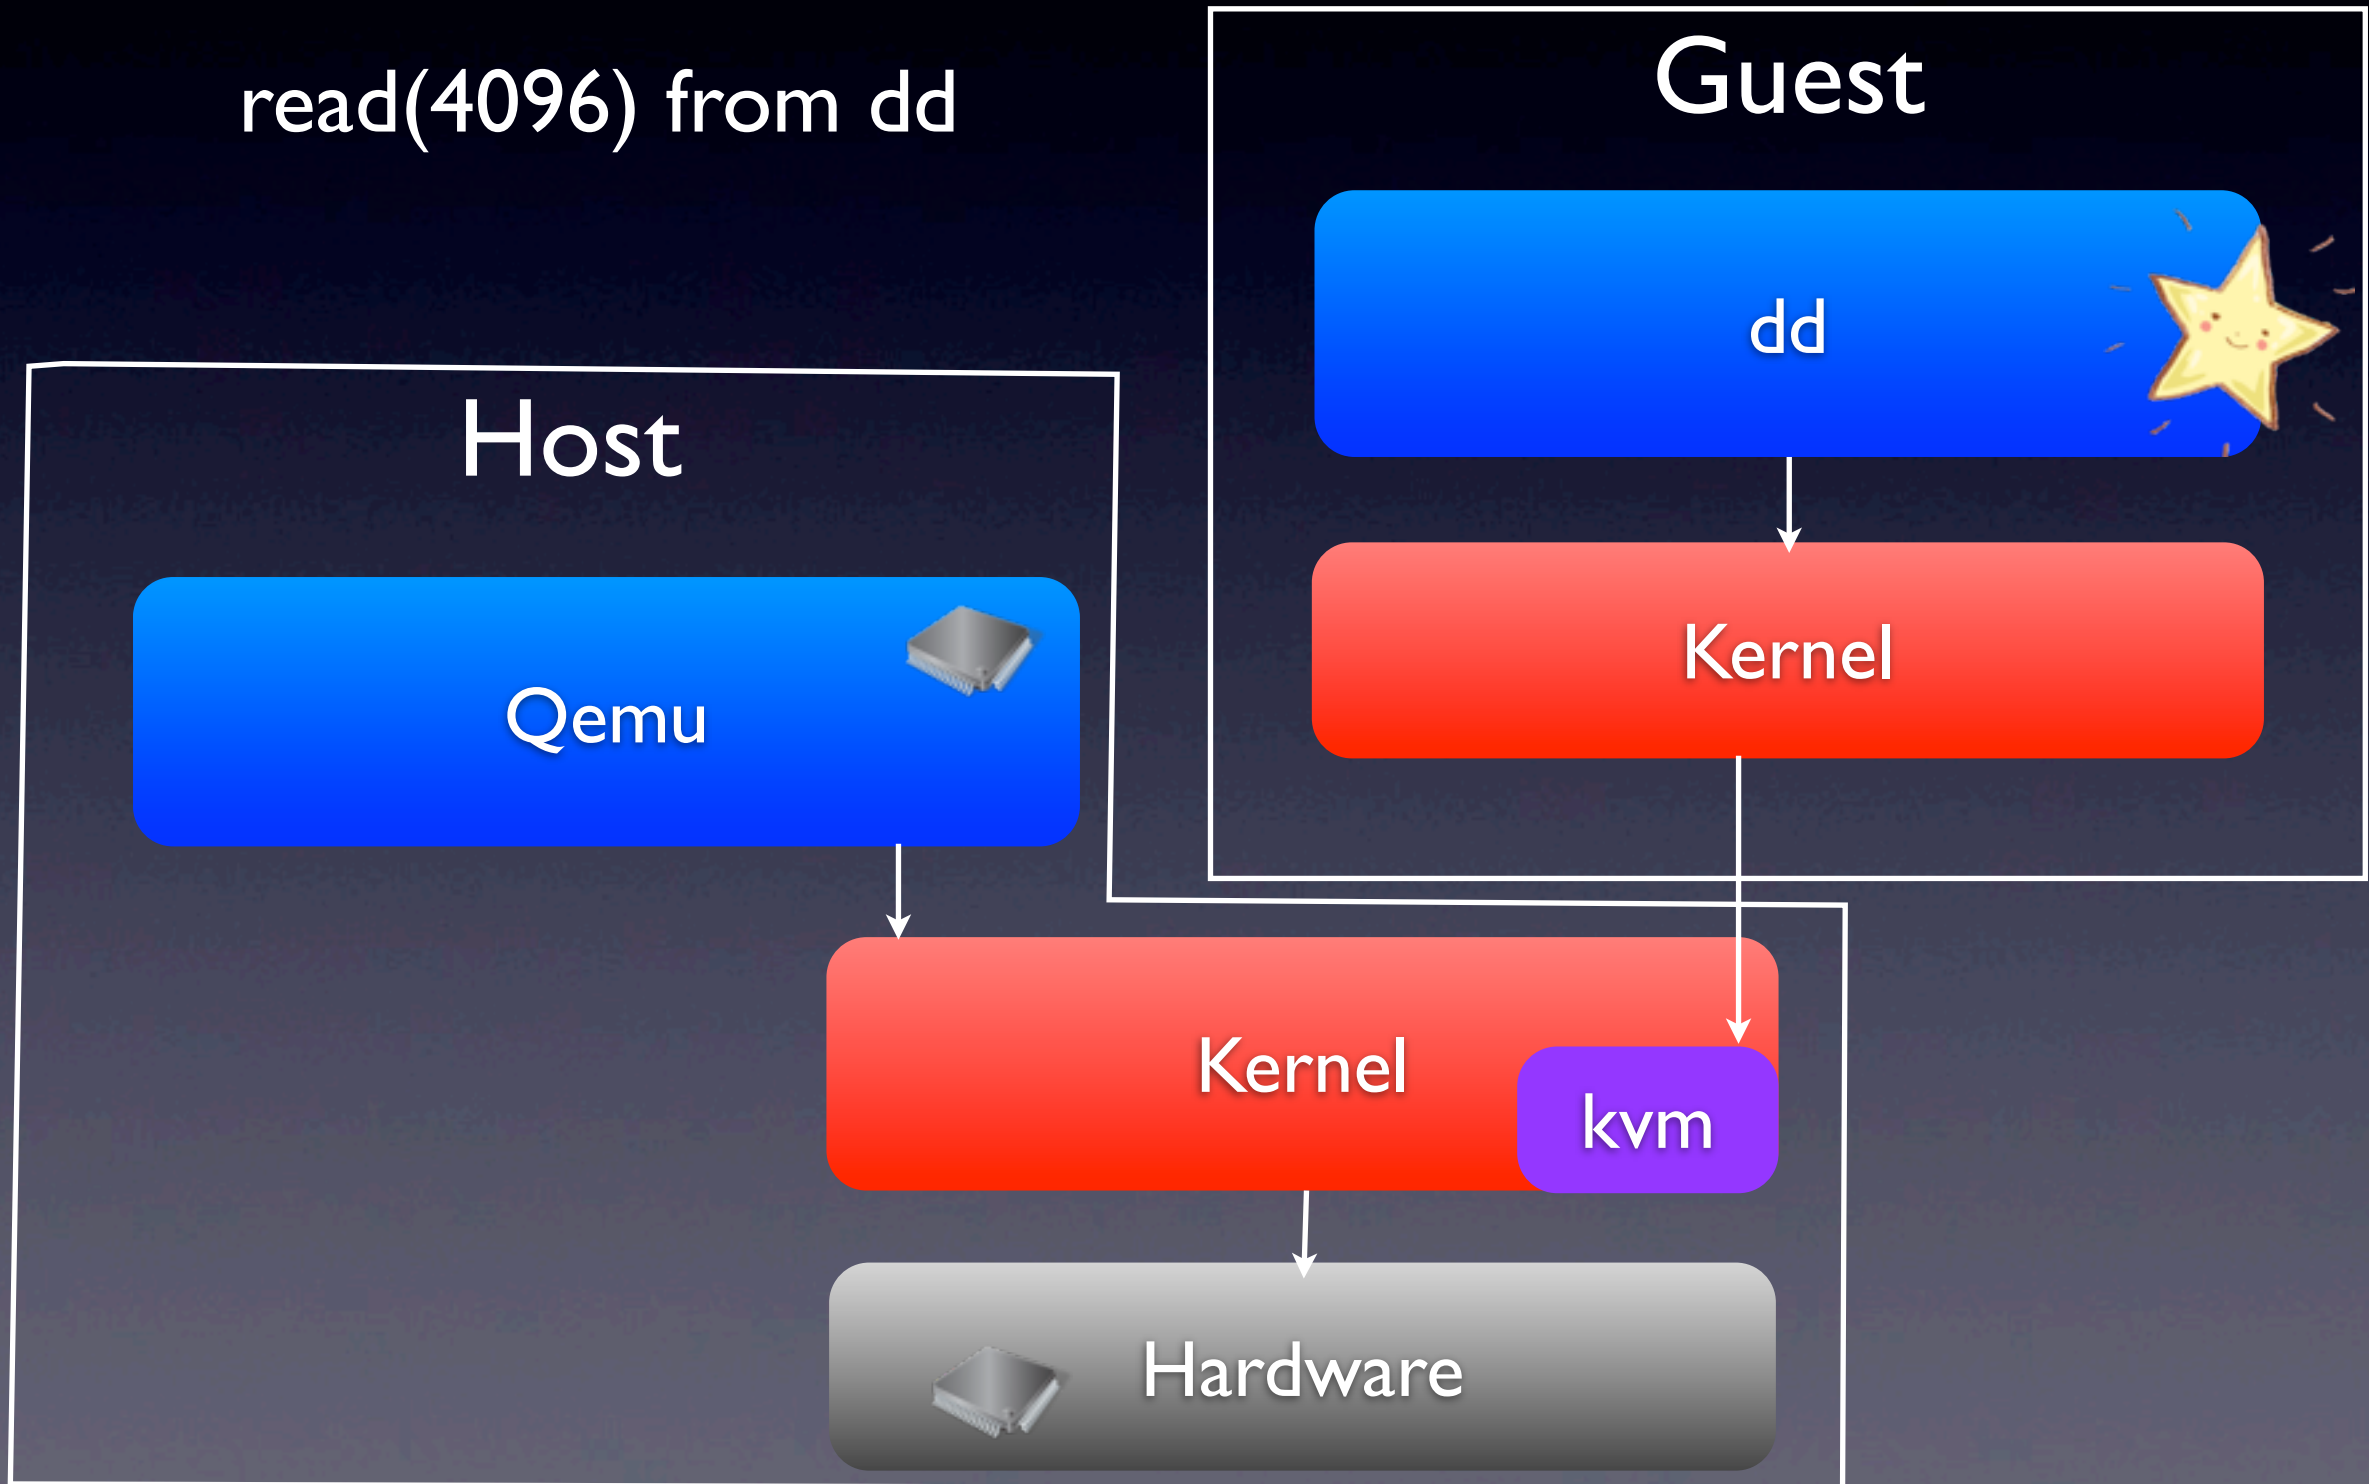 read(4096) from dd
Guest
dd
Host
Kernel
Qemu
Kernel
kvm
Hardware